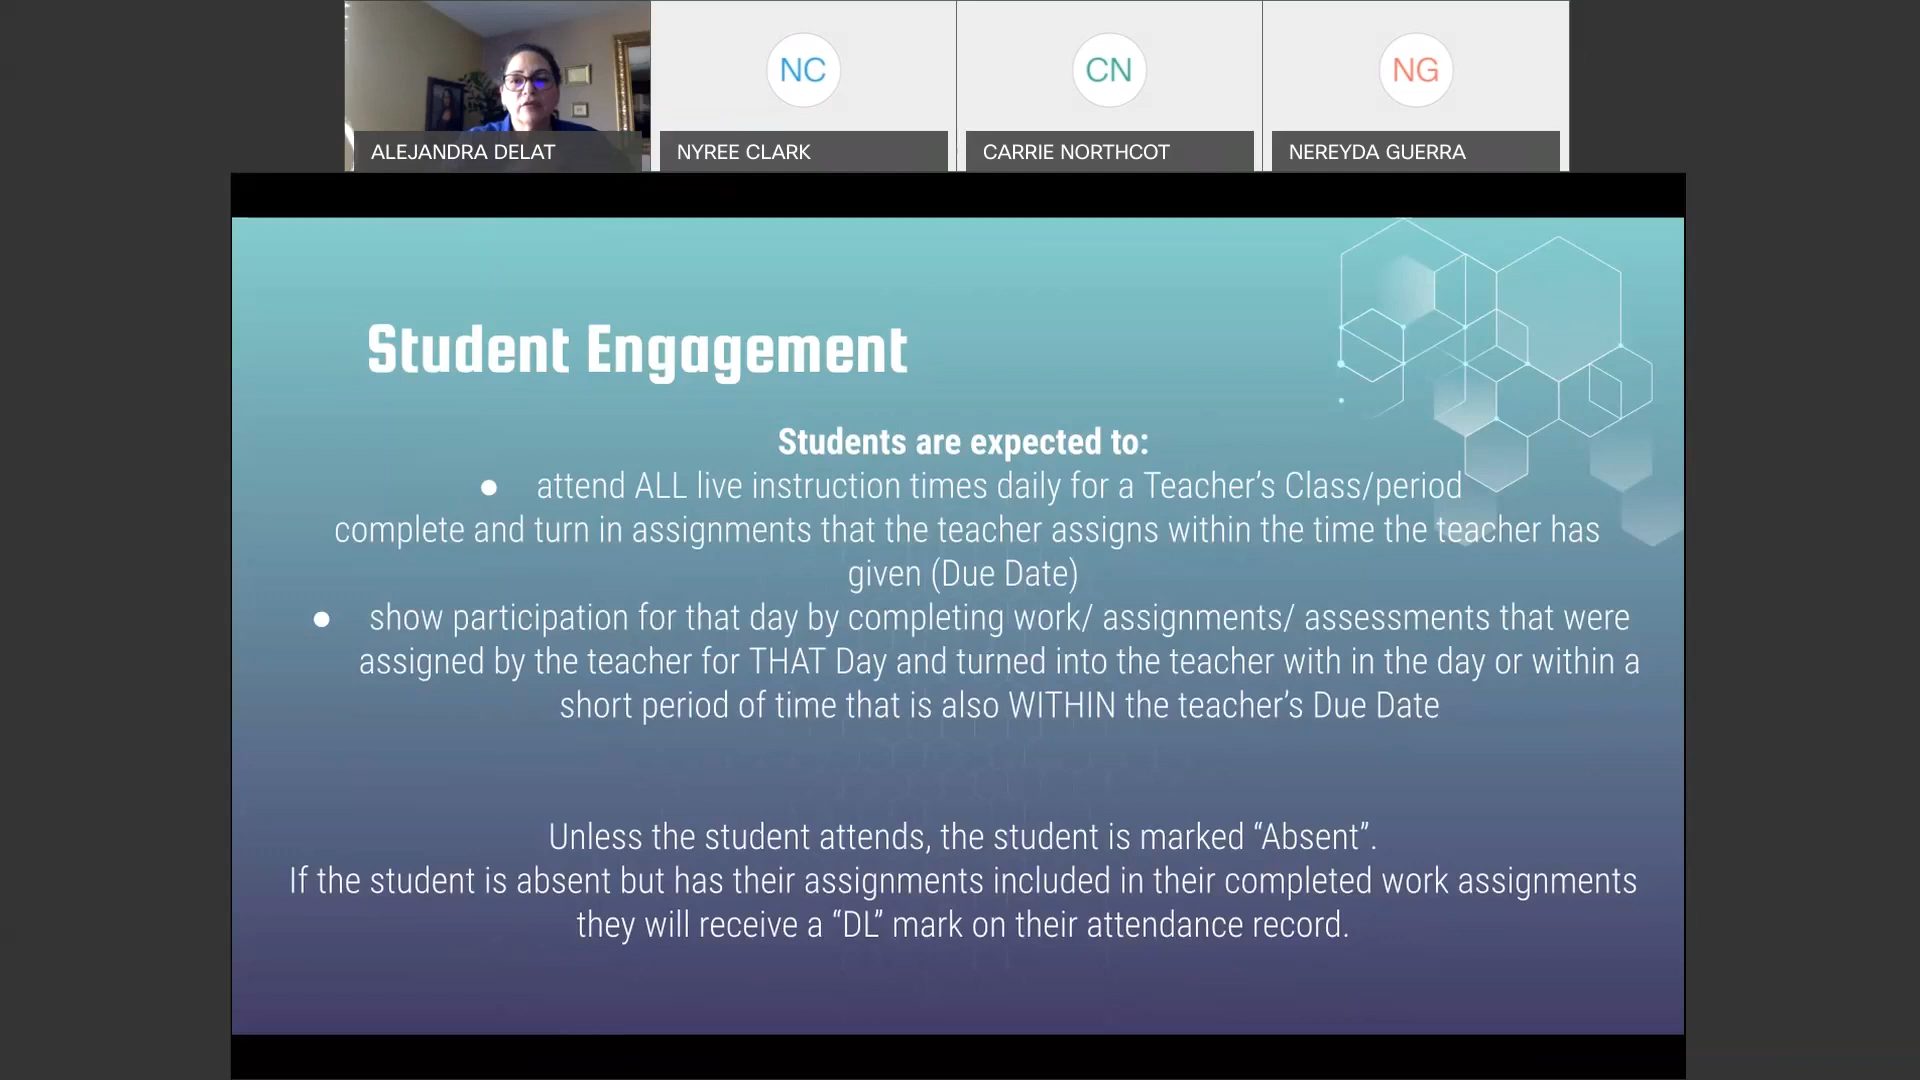 NC
CN
NG
ALEJANDRA DELAT
NYREE CLARK
CARRIE NORTHCOT
NEREYDA GUERRA
Student Engagement
Students are expected to:
● attend ALL live instruction times daily for a Teacher’s Class/period
complete and turn in assignments that the teacher assigns within the time the teacher has
given (Due Date)
● show participation for that day by completing work/ assignments/ assessments that were
assigned by the teacher for THAT Day and turned into the teacher with in the day or within a
short period of time that is also WITHIN the teacher’s Due Date
Unless the student attends, the student is marked “Absent”.
If the student is absent but has their assignments included in their completed work assignments
they will receive a “DL” mark on their attendance record.